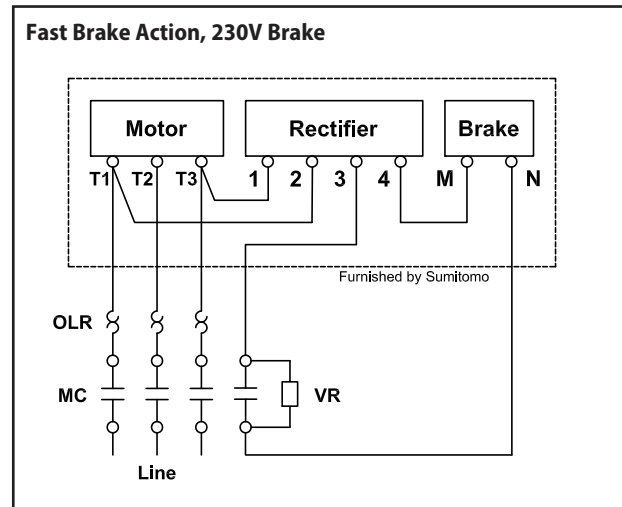 Fast Brake Action, 230V Brake
Motor Rectifier Brake
T1 T2 T3 1 2 3 4 M N
Furnished by Sumitomo
OLR
MC VR
Line